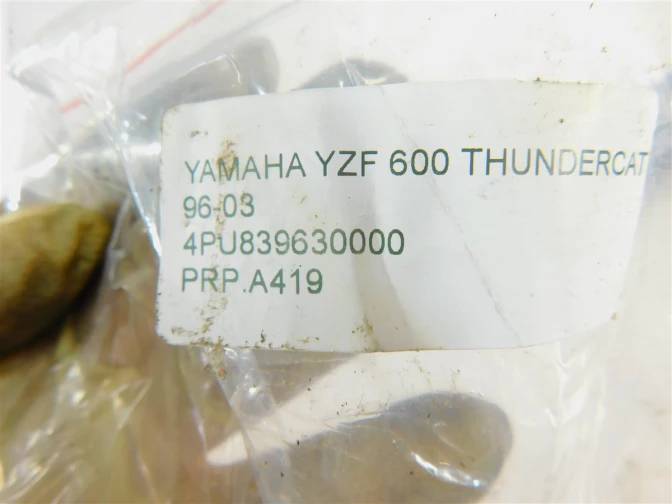 YAMAHA YZF 600 THUNDERCAT
96-03
4PU839630000
PRP.A419